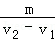 m
v₂ - v₁